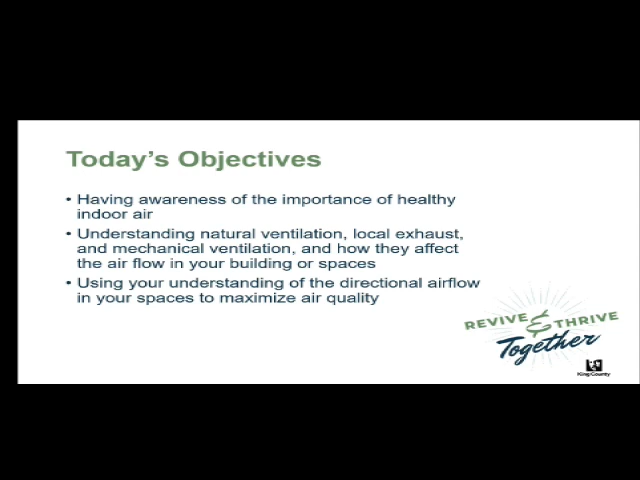 Today's Objectives
• Having awareness of the importance of healthy
indoor air
• Understanding natural ventilation, local exhaust,
and mechanical ventilation, and how they affect
the air flow in your building or spaces
• Using your understanding of the directional airflow
in your spaces to maximize air quality
REVIVE & THRIVE
Together
King County